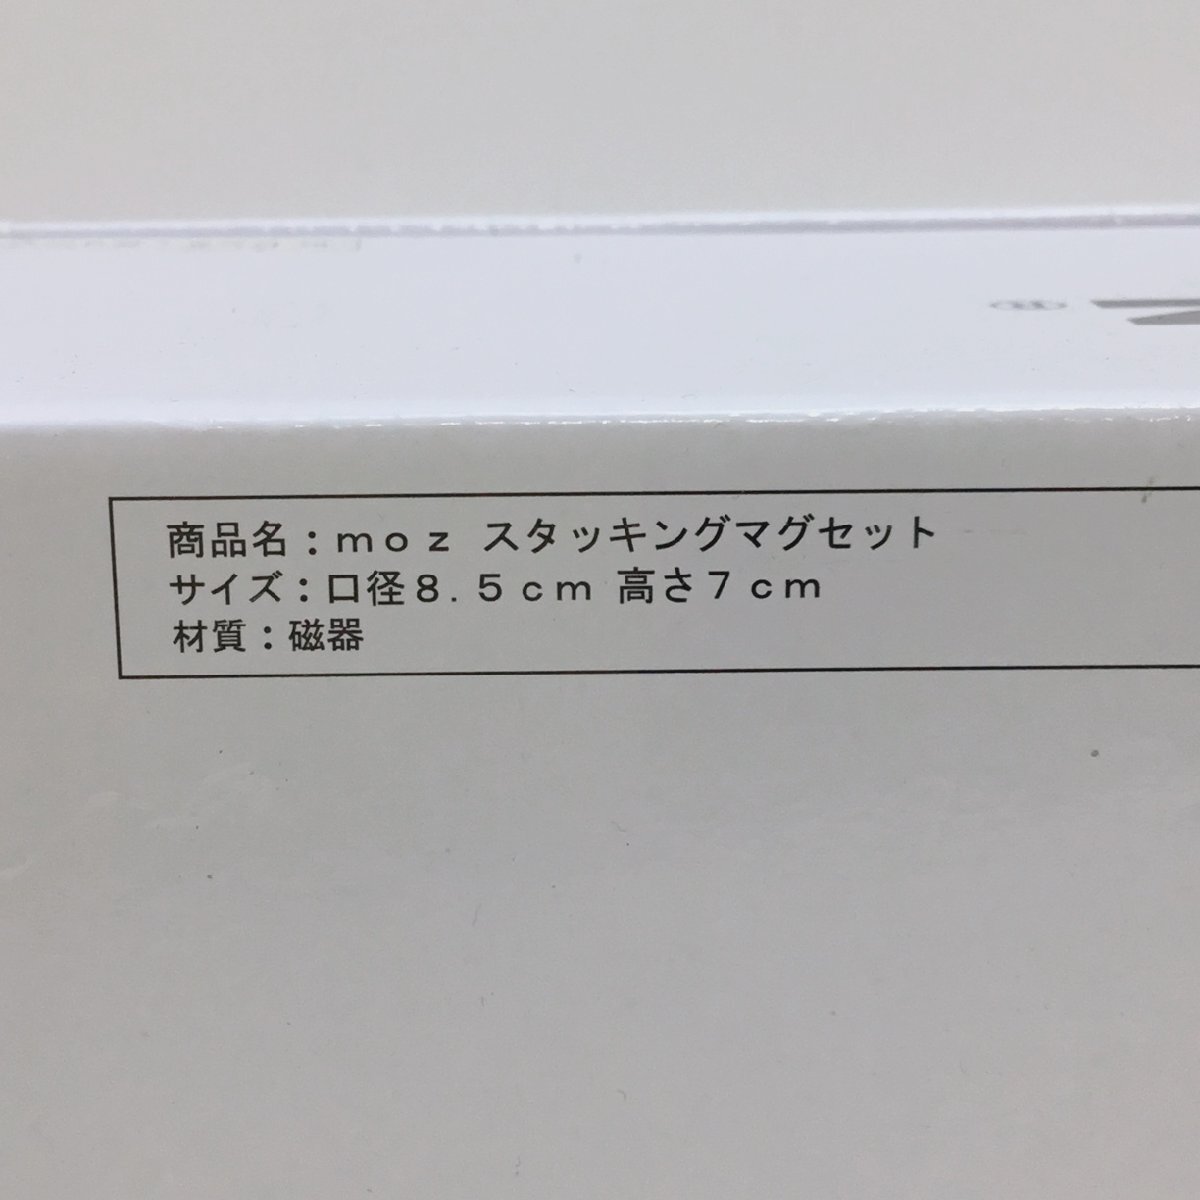 商品名：ｍｏｚ スタッキングマグセット
サイズ：口径８．５ｃｍ 高さ７ｃｍ
材質：磁器